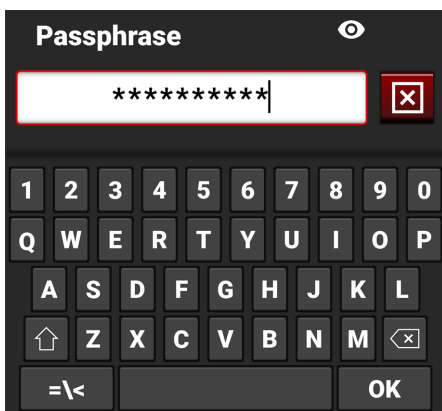 Passphrase
**********
1 2 3 4 5 6 7 8 9 0
Q W E R T Y U I O P
A S D F G H J K L
Z X C V B N M
=\< OK